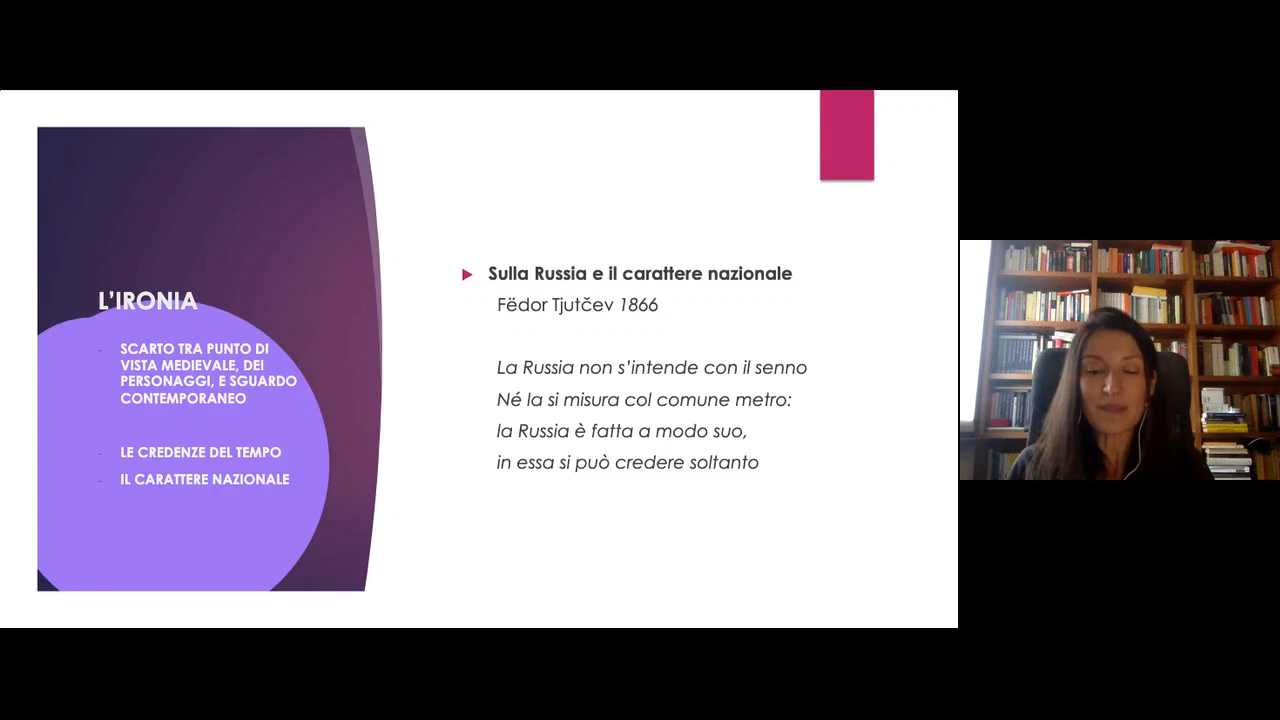 L'IRONIA
- SCARTO TRA PUNTO DI
VISTA MEDIEVALE, DEI
PERSONAGGI, E SGUARDO
CONTEMPORANEO
- LE CREDENZE DEL TEMPO
- IL CARATTERE NAZIONALE
Sulla Russia e il carattere nazionale
Fëdor Tjutčev 1866
La Russia non s'intende con il senno
Né la si misura col comune metro:
la Russia è fatta a modo suo,
in essa si può credere soltanto